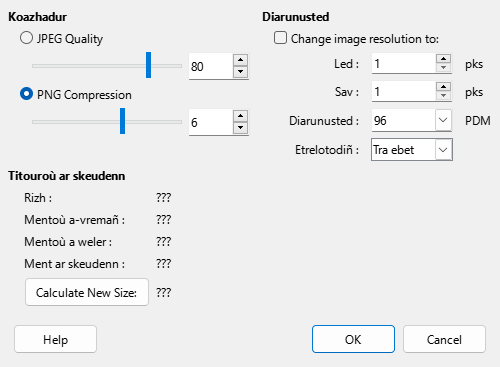 Koazhadur
JPEG Quality
80
PNG Compression
6
Diarunusted
Change image resolution to:
Led : 1 pks
Sav : 1 pks
Diarunusted : 96 PDM
Etrelotodiñ : Tra ebet
Titouroù ar skeudenn
Rizh : ???
Mentoù a-vremañ : ???
Mentoù a weler : ???
Ment ar skeudenn : ???
Calculate New Size: ???
Help
OK
Cancel